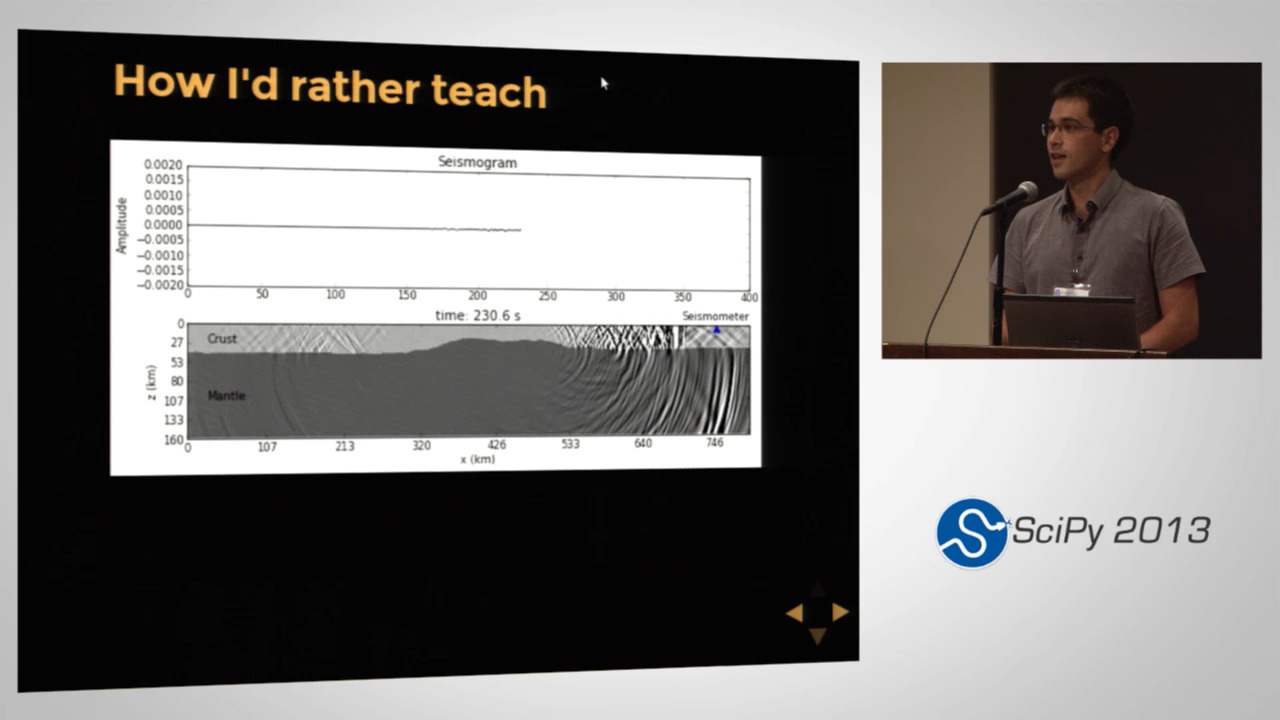 How I'd rather teach
Seismogram
0.0020
0.0015
0.0010
0.0005
0.0000
−0.0005
−0.0010
−0.0015
−0.0020
Amplitude
0 50 100 150 200 250 300 350 400
time: 230.6 s
Seismometer
0
27
53
80
107
133
160
z (km)
Crust
Mantle
0 107 213 320 426 533 640 746
x (km)
SciPy 2013